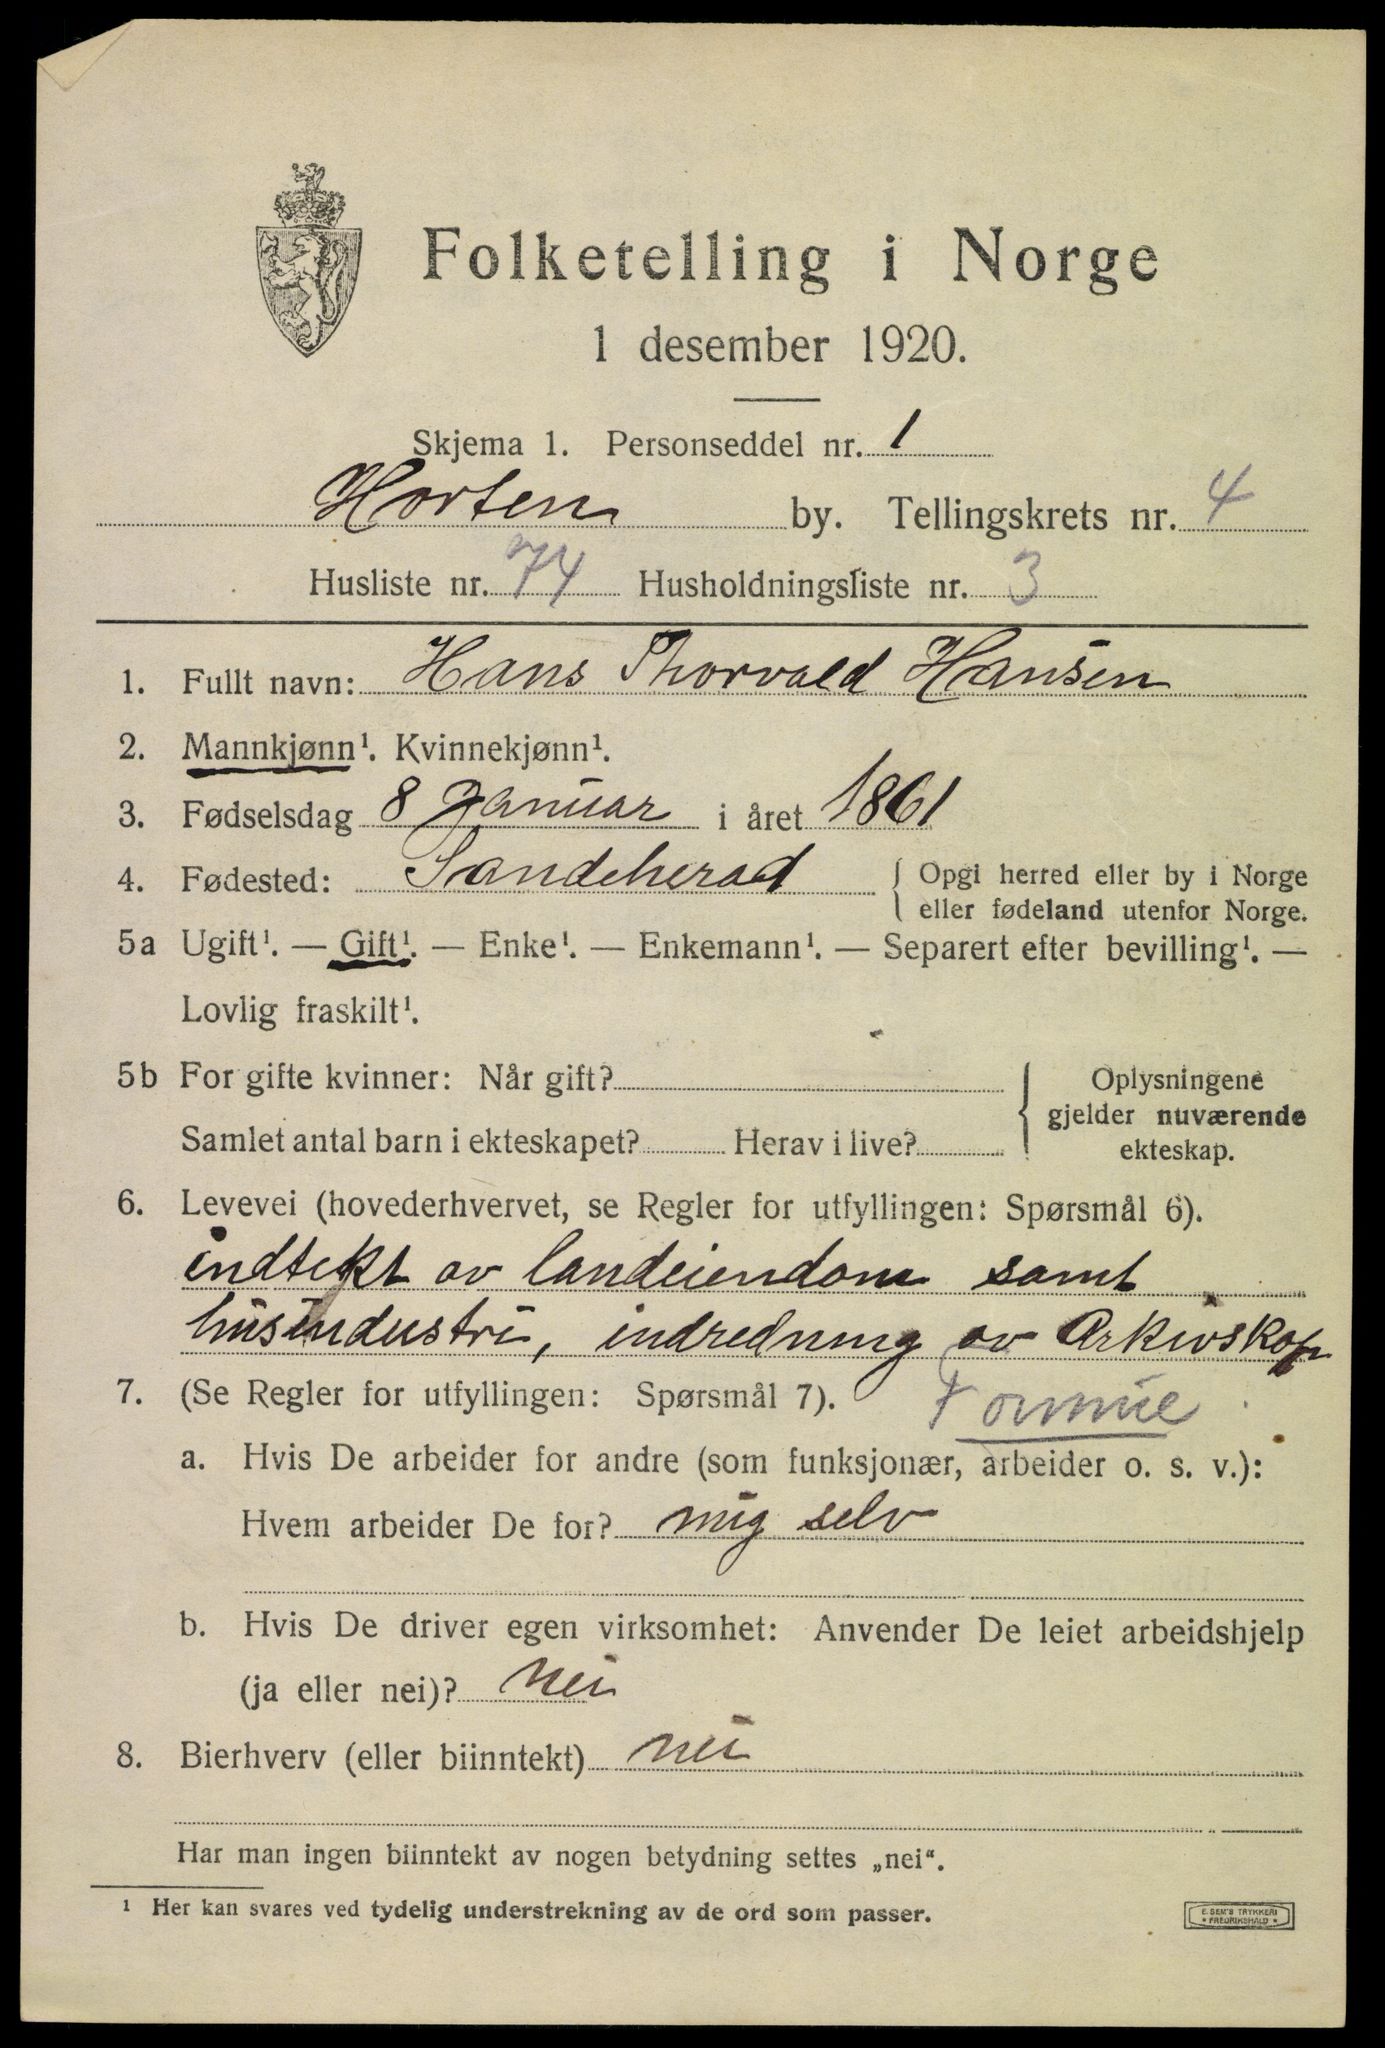 Folketelling i Norge
1 desember 1920.
Skjema 1. Personseddel nr. 1
Horten by. Tellingskrets nr. 4
Husliste nr. 74 Husholdningsliste nr. 3
1. Fullt navn: Hans Thorvald Hansen
2. Mannkjønn¹. Kvinnekjønn¹.
3. Fødselsdag 8 Januar i året 1861
4. Fødested: Sandeherad { Opgi herred eller by i Norge
eller fødeland utenfor Norge.
5a Ugift¹. — Gift¹. — Enke¹. — Enkemann¹. — Separert efter bevilling¹. —
Lovlig fraskilt¹.
5b For gifte kvinner: Når gift? { Oplysningene
gjelder nuværende
Samlet antal barn i ekteskapet? Herav i live?
ekteskap.
6. Levevei (hovederhvervet, se Regler for utfyllingen: Spørsmål 6).
indtekt av landeiendom samt
husindustri, indredning av
7. (Se Regler for utfyllingen: Spørsmål 7). Formue
a. Hvis De arbeider for andre (som funksjonær, arbeider o. s. v.):
Hvem arbeider De for? mig selv
b. Hvis De driver egen virksomhet: Anvender De leiet arbeidshjelp
(ja eller nei)? nei
8. Bierhverv (eller biinntekt) nei
Har man ingen biinntekt av nogen betydning settes „nei“.
¹ Her kan svares ved tydelig understrekning av de ord som passer.
E. SEM'S TRYKKERI
* FREDRIKSHALD *